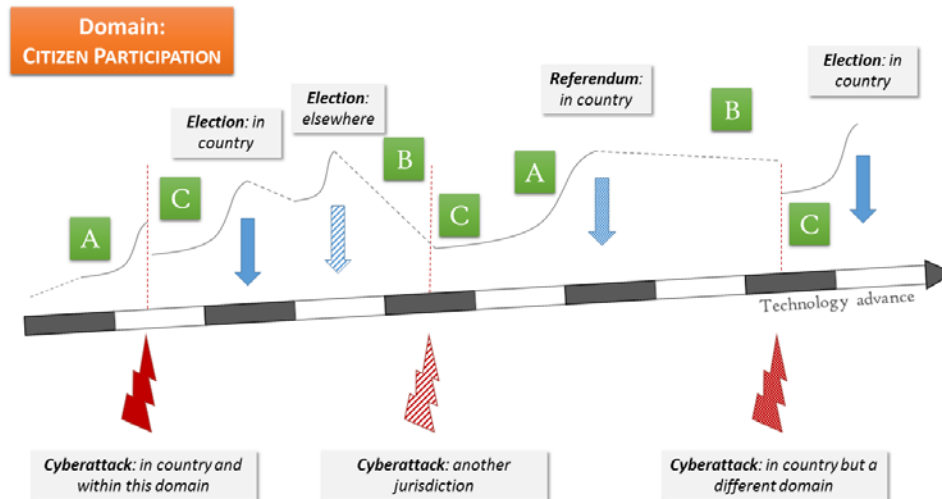 Domain:
CITIZEN PARTICIPATION
Election: in
country
Election:
elsewhere
Referendum:
in country
Election: in
country
B
B
A
C
A
C
C
Technology advance
Cyberattack: in country and
within this domain
Cyberattack: another
jurisdiction
Cyberattack: in country but a
different domain